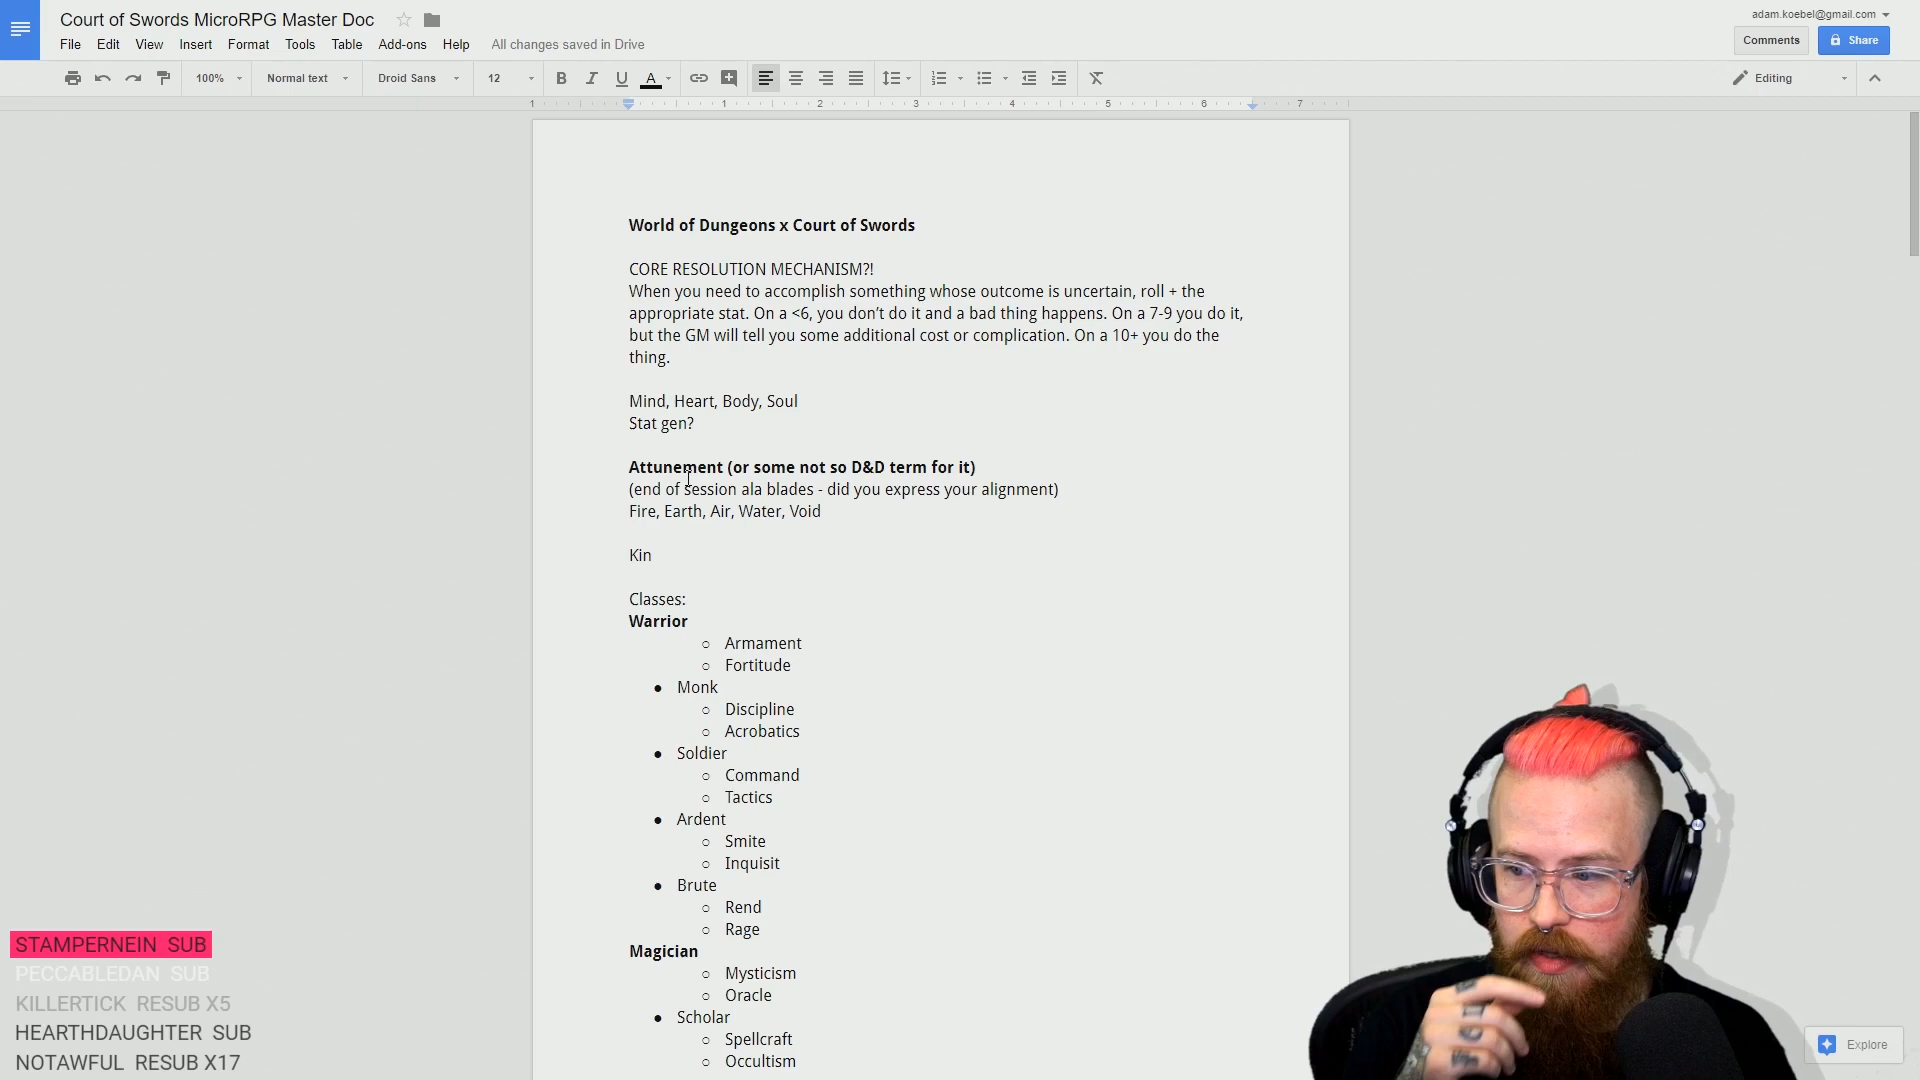 Court of Swords MicroRPG Master Doc
adam.koebel@gmail.com
File Edit View Insert Format Tools Table Add-ons Help All changes saved in Drive
Comments Share
100% Normal text Droid Sans 12 B I U A Editing
1 1 2 3 4 5 6 7
World of Dungeons x Court of Swords
CORE RESOLUTION MECHANISM?!
When you need to accomplish something whose outcome is uncertain, roll + the
appropriate stat. On a <6, you don’t do it and a bad thing happens. On a 7-9 you do it,
but the GM will tell you some additional cost or complication. On a 10+ you do the
thing.
Mind, Heart, Body, Soul
Stat gen?
Attunement (or some not so D&D term for it)
(end of session ala blades - did you express your alignment)
Fire, Earth, Air, Water, Void
Kin
Classes:
Warrior
○ Armament
○ Fortitude
● Monk
○ Discipline
○ Acrobatics
● Soldier
○ Command
○ Tactics
● Ardent
○ Smite
○ Inquisit
● Brute
○ Rend
○ Rage
Magician
○ Mysticism
○ Oracle
● Scholar
○ Spellcraft
○ Occultism
STAMPERNEIN SUB
PECCABLEDAN SUB
KILLERTICK RESUB X5
HEARTHDAUGHTER SUB
NOTAWFUL RESUB X17
Explore